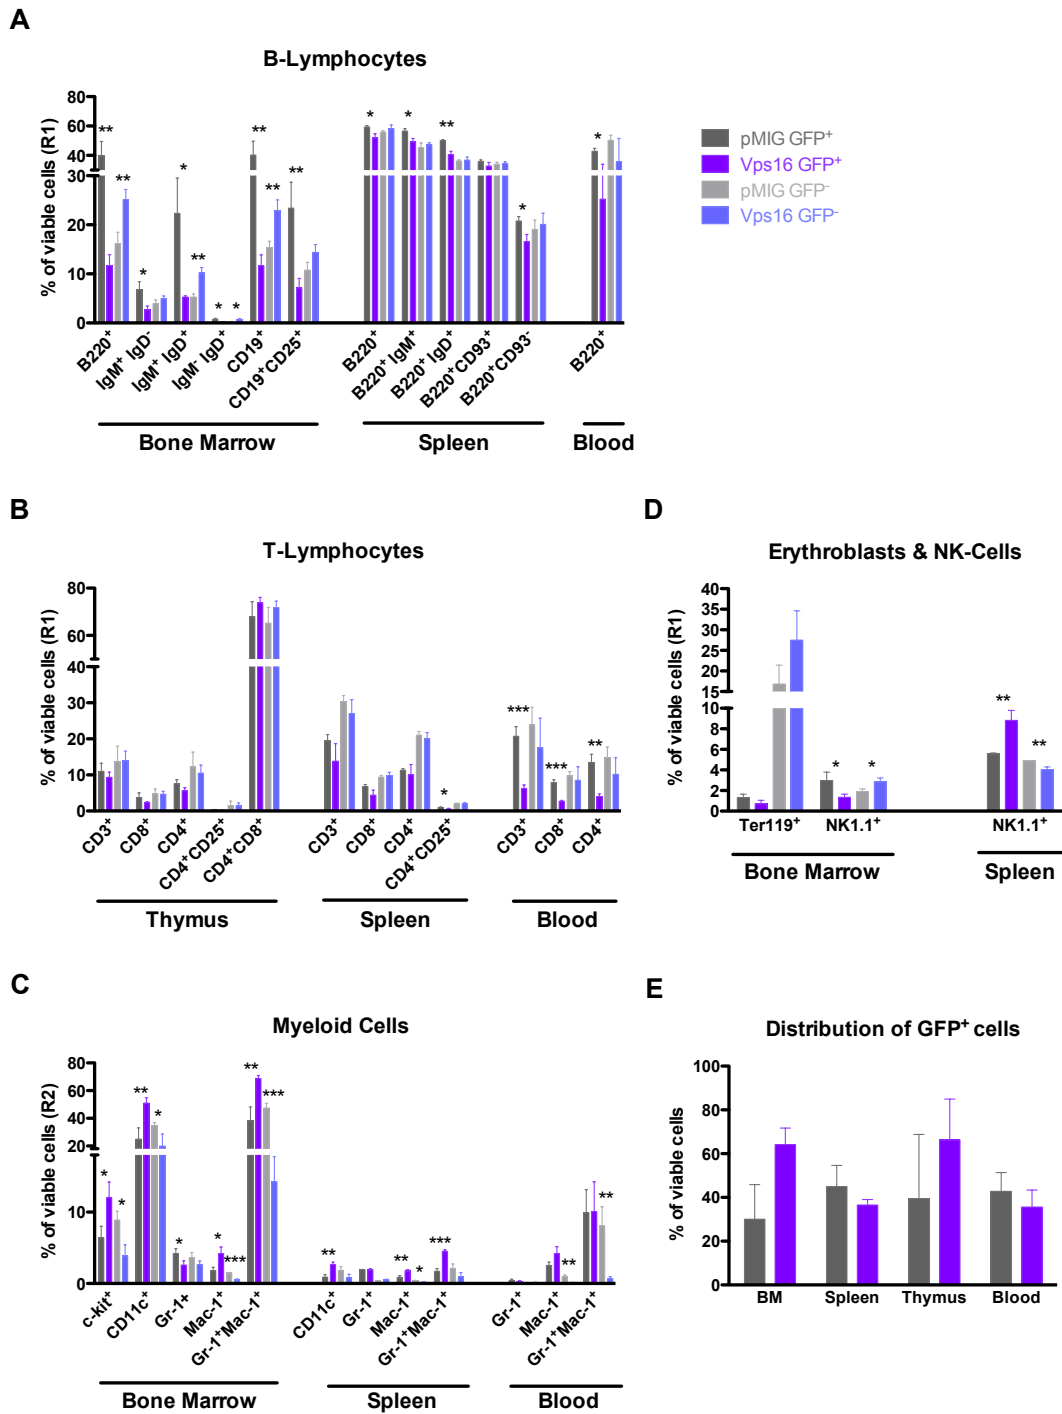 A
B-Lymphocytes
% of viable cells (R1)
80
60
40
30
20
10
0
** * * * ** * ** ** **
* * ** * *
B220⁺
IgM⁺ IgD⁻
IgM⁺ IgD⁺
IgM⁻ IgD⁺
CD19⁺
CD19⁺CD25⁺
B220⁺
B220⁺ IgM⁺
B220⁺ IgD⁺
B220⁺CD93⁺
B220⁺CD93⁻
B220⁺
Bone Marrow
Spleen
Blood
pMIG GFP⁺
Vps16 GFP⁺
pMIG GFP⁻
Vps16 GFP⁻
B
T-Lymphocytes
% of viable cells (R1)
80
60
40
30
20
10
0
* *** *** **
CD3⁺
CD8⁺
CD4⁺
CD4⁺CD25⁺
CD4⁺CD8⁺
CD3⁺
CD8⁺
CD4⁺
CD4⁺CD25⁺
CD3⁺
CD8⁺
CD4⁺
Thymus
Spleen
Blood
D
Erythroblasts & NK-Cells
% of viable cells (R1)
40
35
30
25
20
15
10
8
6
4
2
0
* * ** **
Ter119⁺
NK1.1⁺
NK1.1⁺
Bone Marrow
Spleen
C
Myeloid Cells
% of viable cells (R2)
80
60
40
20
10
0
* * ** * * * *** ** ***
** ** * *** ** **
c-kit⁺
CD11c⁺
Gr-1+
Mac-1⁺
Gr-1⁺Mac-1⁺
CD11c⁺
Gr-1⁺
Mac-1⁺
Gr-1⁺Mac-1⁺
Gr-1⁺
Mac-1⁺
Gr-1⁺Mac-1⁺
Bone Marrow
Spleen
Blood
E
Distribution of GFP⁺ cells
% of viable cells
100
80
60
40
20
0
BM
Spleen
Thymus
Blood